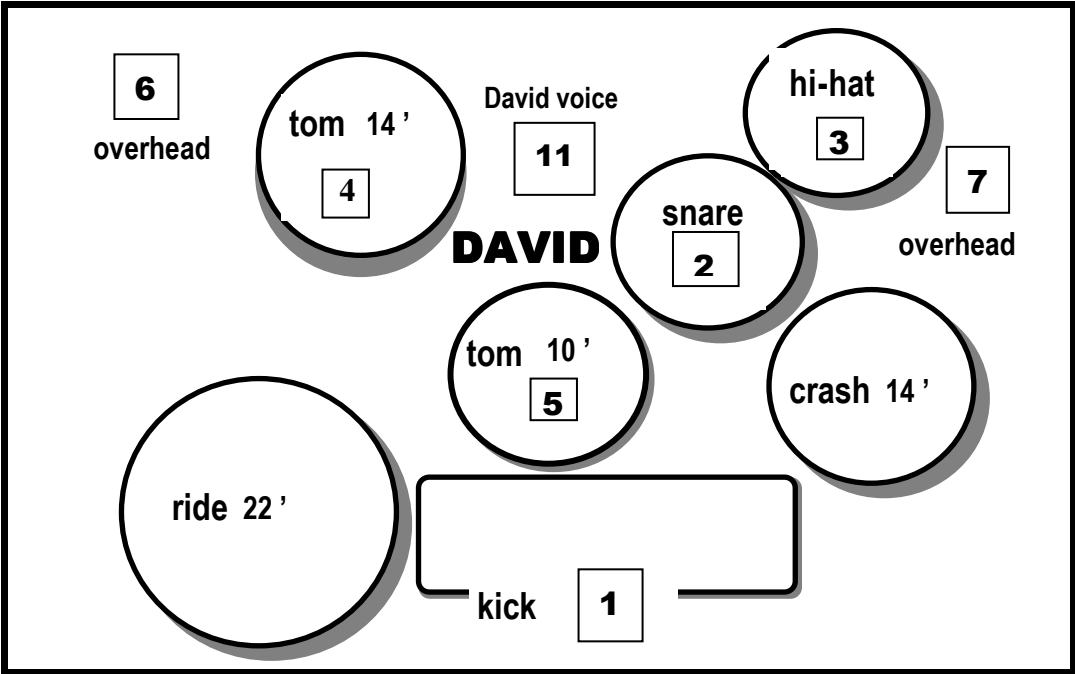 6
overhead
tom 14 ’
4
David voice
11
hi-hat
3
7
overhead
snare
2
DAVID
tom 10 ’
5
crash 14 ’
ride 22 ’
kick 1